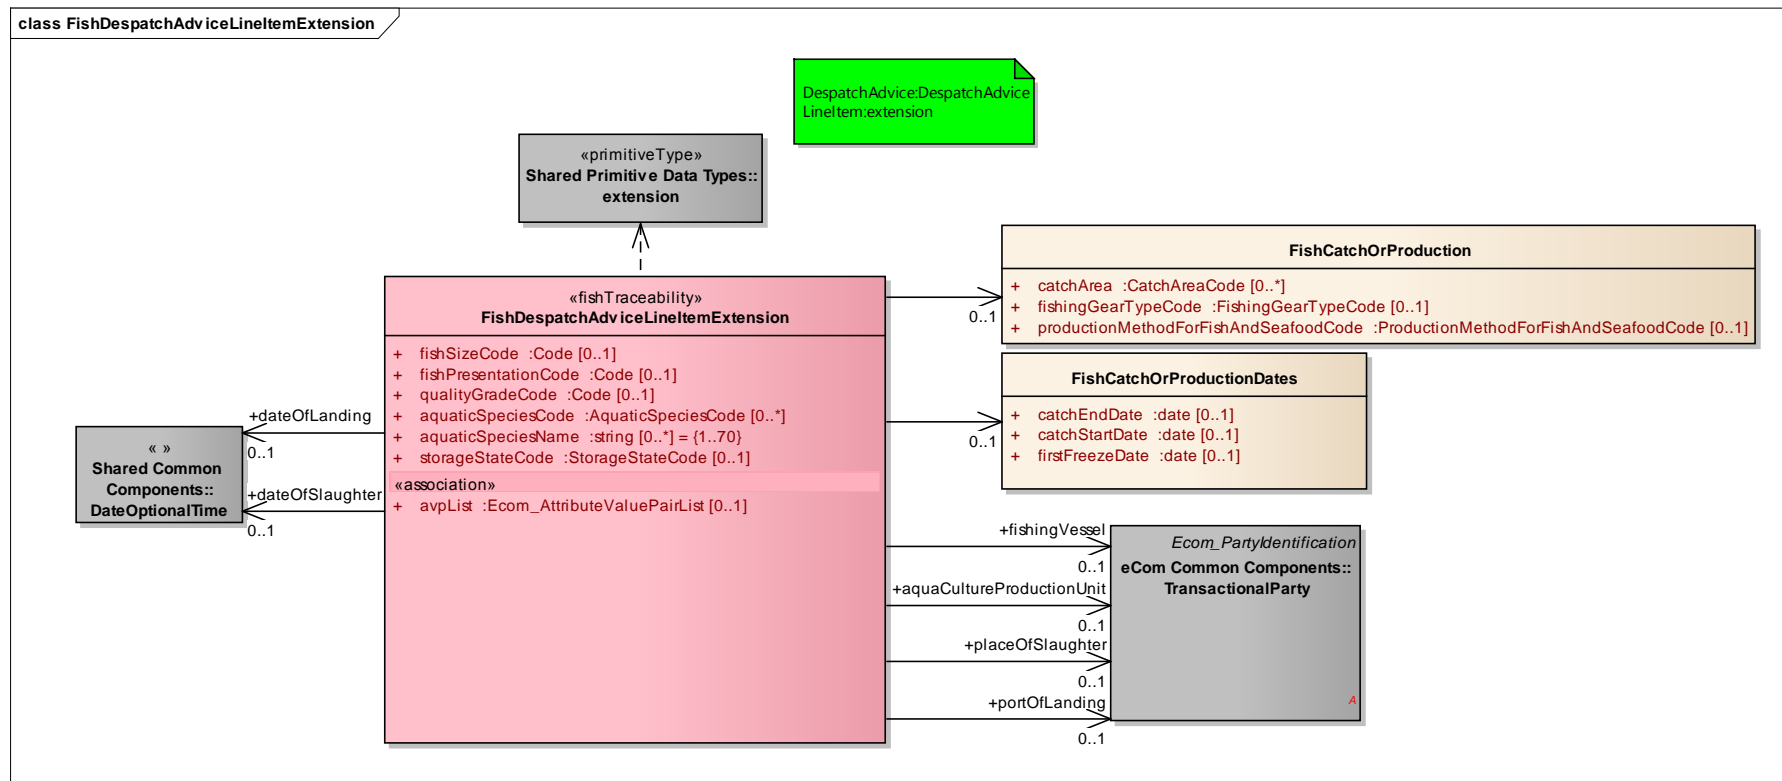 class FishDespatchAdviceLineItemExtension
DespatchAdvice:DespatchAdvice
LineItem:extension
«primitiveType»
Shared Primitive Data Types::
extension
«fishTraceability»
FishDespatchAdviceLineItemExtension
+ fishSizeCode :Code [0..1]
+ fishPresentationCode :Code [0..1]
+ qualityGradeCode :Code [0..1]
+ aquaticSpeciesCode :AquaticSpeciesCode [0..*]
+ aquaticSpeciesName :string [0..*] = {1..70}
+ storageStateCode :StorageStateCode [0..1]
«association»
+ avpList :Ecom_AttributeValuePairList [0..1]
FishCatchOrProduction
+ catchArea :CatchAreaCode [0..*]
+ fishingGearTypeCode :FishingGearTypeCode [0..1]
+ productionMethodForFishAndSeafoodCode :ProductionMethodForFishAndSeafoodCode [0..1]
0..1
FishCatchOrProductionDates
+ catchEndDate :date [0..1]
+ catchStartDate :date [0..1]
+ firstFreezeDate :date [0..1]
0..1
+dateOfLanding
0..1
+dateOfSlaughter
0..1
« »
Shared Common
Components::
DateOptionalTime
+fishingVessel
0..1
+aquaCultureProductionUnit
0..1
+placeOfSlaughter
0..1
+portOfLanding
0..1
Ecom_PartyIdentification
eCom Common Components::
TransactionalParty
A